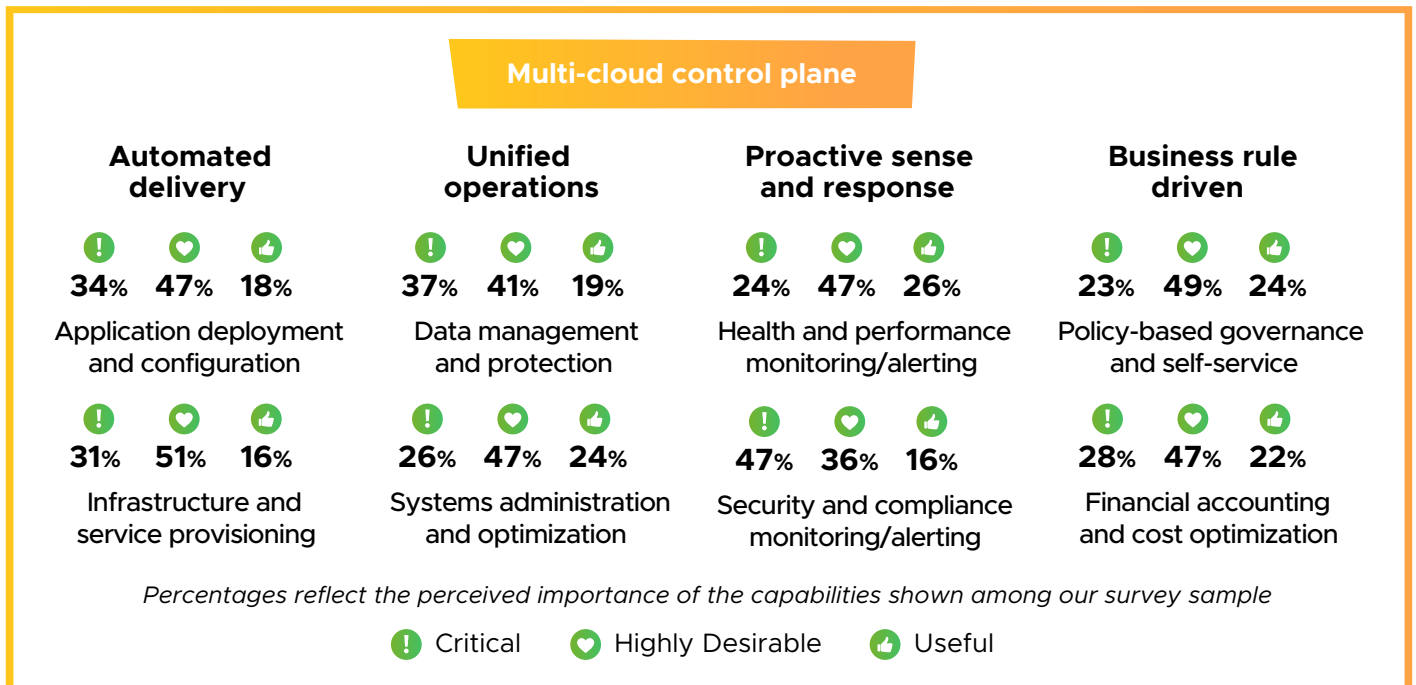 Multi-cloud control plane
Automated
delivery
34% 47% 18%
Application deployment
and configuration
31% 51% 16%
Infrastructure and
service provisioning
Unified
operations
37% 41% 19%
Data management
and protection
26% 47% 24%
Systems administration
and optimization
Proactive sense
and response
24% 47% 26%
Health and performance
monitoring/alerting
47% 36% 16%
Security and compliance
monitoring/alerting
Business rule
driven
23% 49% 24%
Policy-based governance
and self-service
28% 47% 22%
Financial accounting
and cost optimization
Percentages reflect the perceived importance of the capabilities shown among our survey sample
Critical Highly Desirable Useful